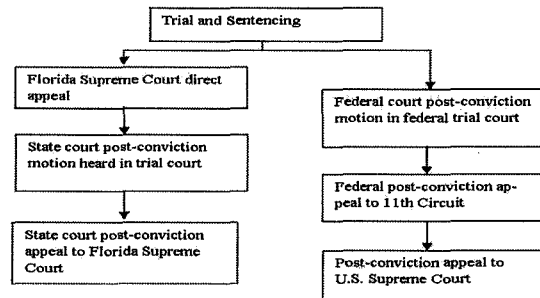 Trial and Sentencing
Florida Supreme Court direct
appeal
State court post-conviction
motion heard in trial court
State court post-conviction
appeal to Florida Supreme
Court
Federal court post-conviction
motion in federal trial court
Federal post-conviction ap-
peal to 11th Circuit
Post-conviction appeal to
U.S. Supreme Court